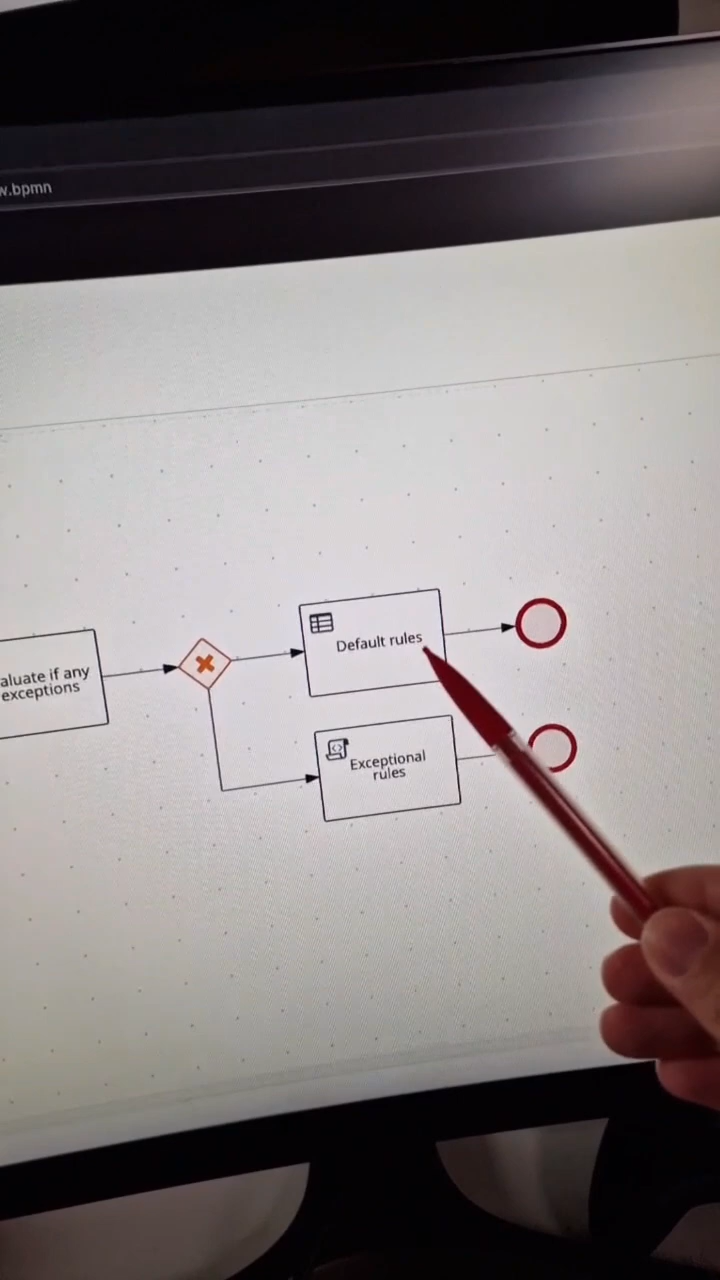 w.bpmn
aluate if any
exceptions
Default rules
Exceptional
rules